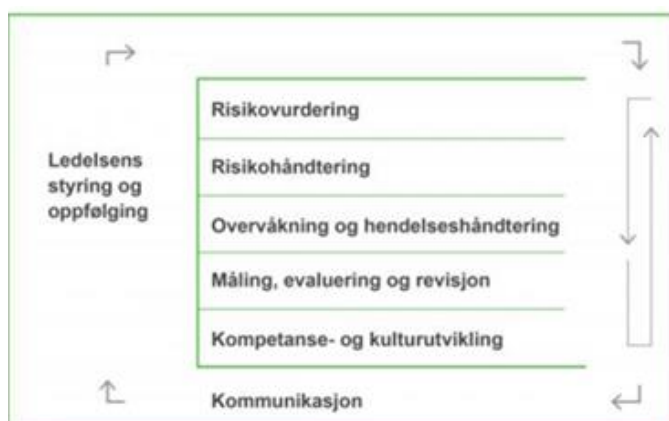 Ledelsens
styring og
oppfølging
Risikovurdering
Risikohåndtering
Overvåkning og hendelseshåndtering
Måling, evaluering og revisjon
Kompetanse- og kulturutvikling
Kommunikasjon